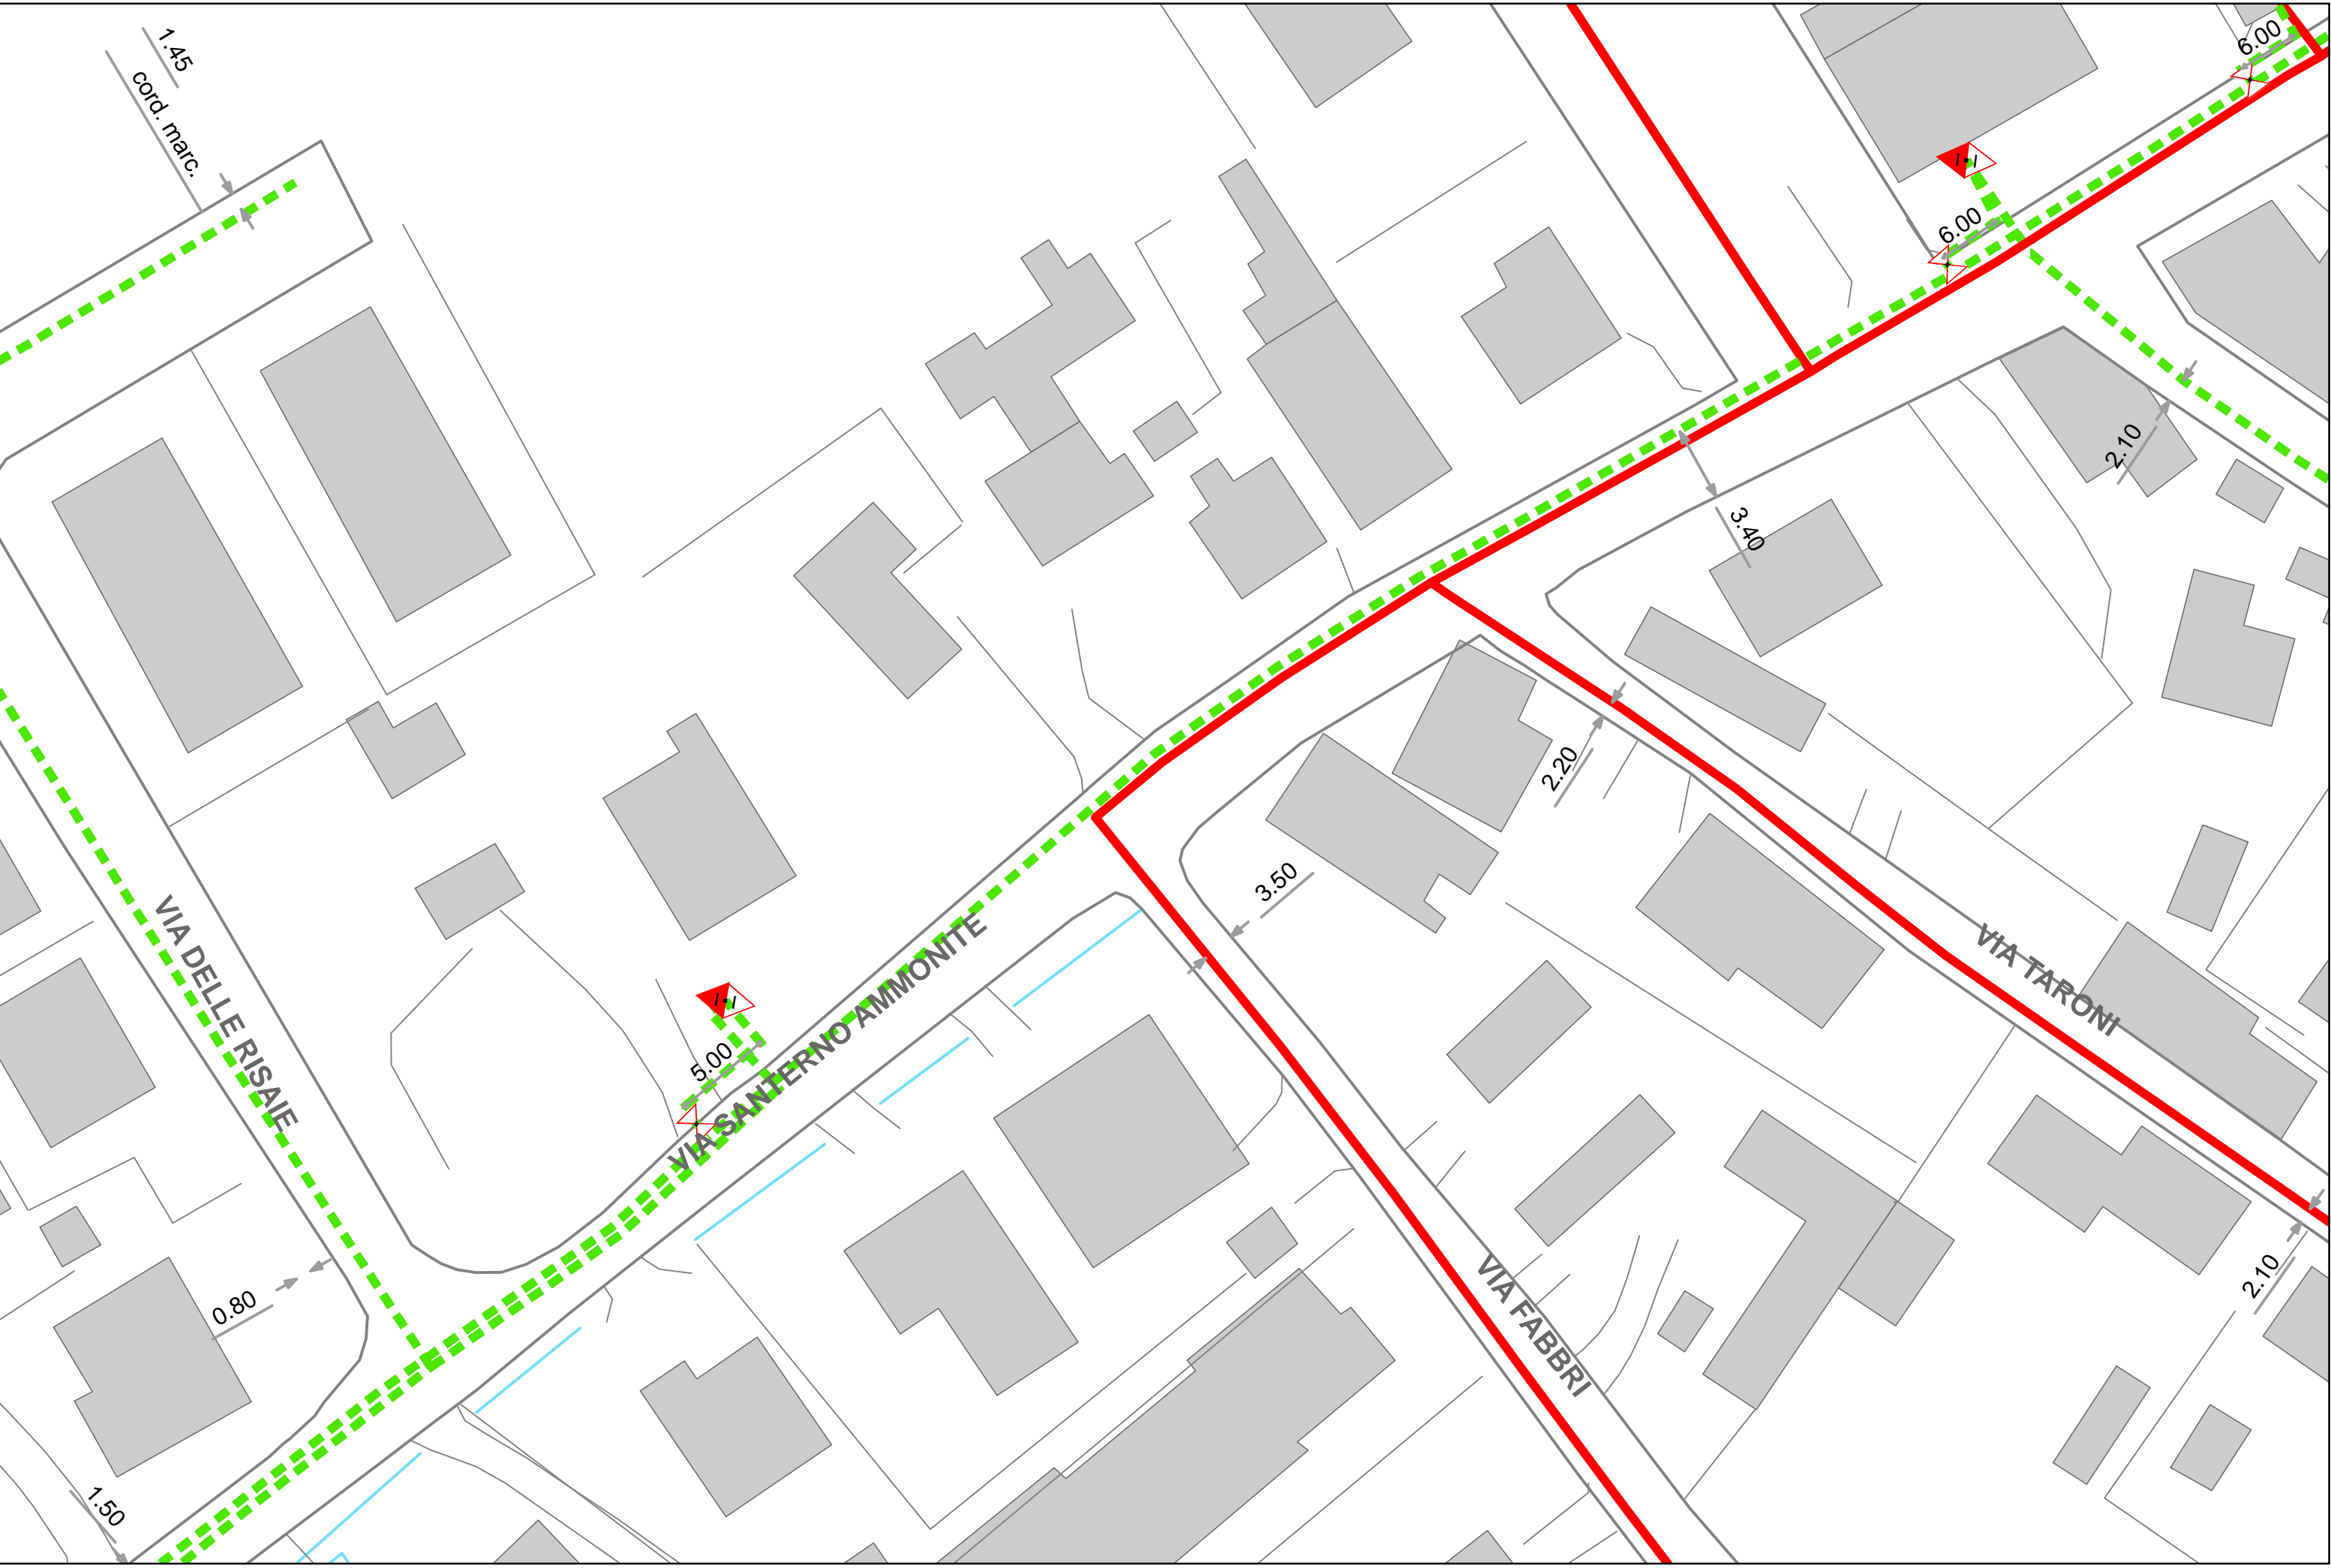 1.45
cord. marc.
6.00
6.00
2.10
3.40
2.20
3.50
VIA DELLE RISAIE
VIA SANTERNO AMMONITE
VIA TARONI
5.00
0.80
VIA FABBRI
2.10
1.50